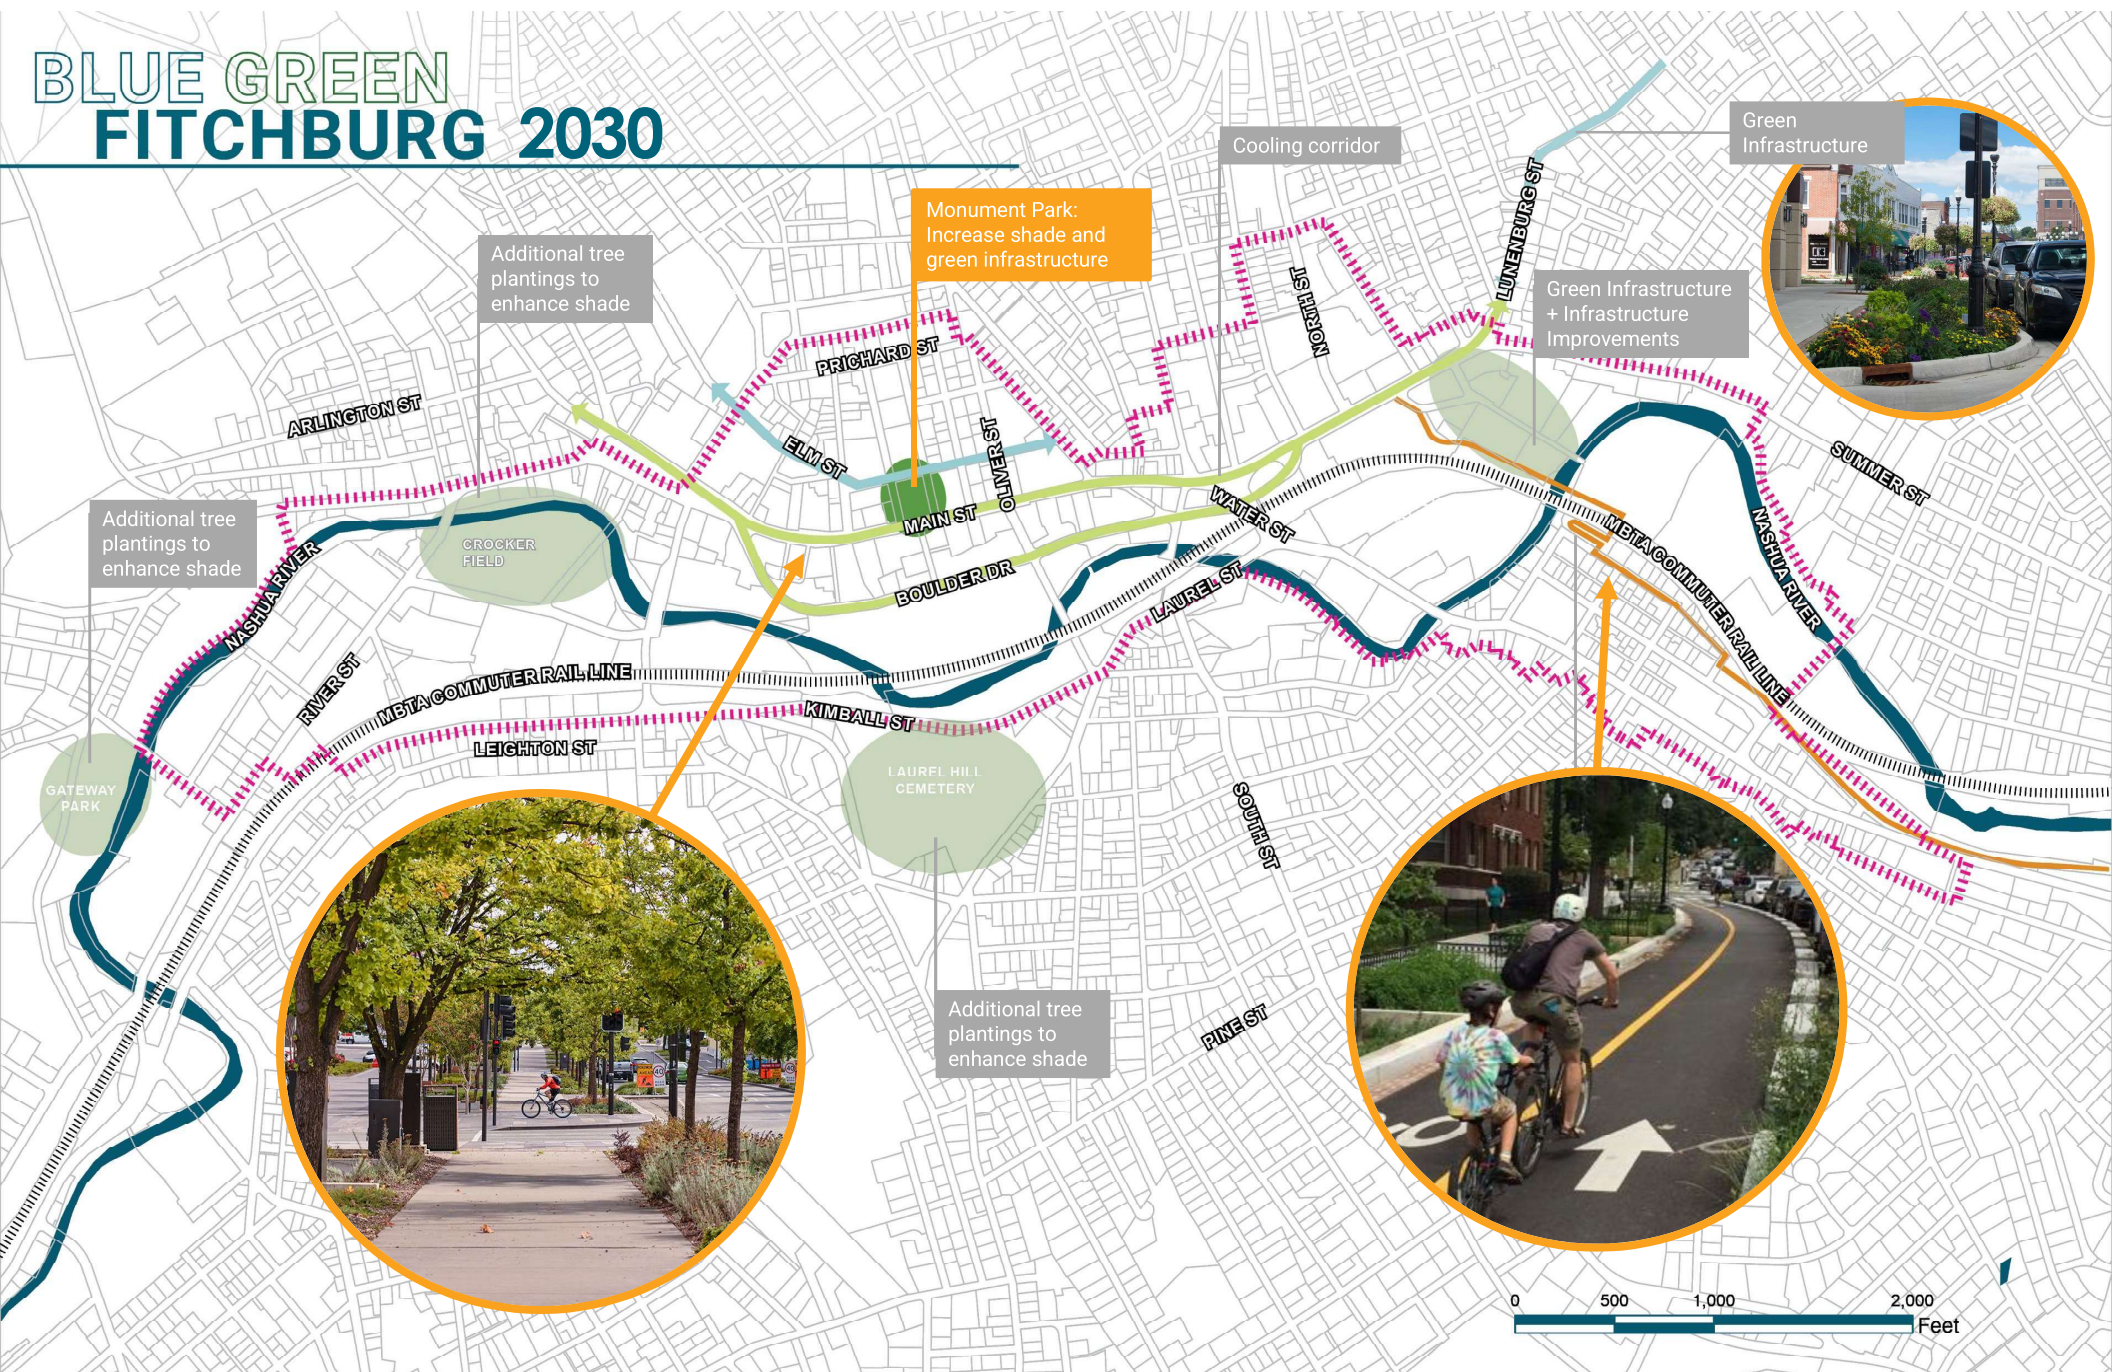 BLUE GREEN
FITCHBURG 2030
Cooling corridor
Green
Infrastructure
Monument Park:
Increase shade and
green infrastructure
Additional tree
plantings to
enhance shade
Green Infrastructure
+ Infrastructure
Improvements
LUNENBURG ST
NORTH ST
PRICHARD ST
ARLINGTON ST
ELM ST
OLIVER ST
MAIN ST
WATER ST
SUMMER ST
Additional tree
plantings to
enhance shade
CROCKER
FIELD
NASHUA RIVER
BOULDER DR
LAUREL ST
MBTA COMMUTER RAIL LINE
NASHUA RIVER
RIVER ST
MBTA COMMUTER RAIL LINE
KIMBALL ST
LEIGHTON ST
GATEWAY
PARK
LAUREL HILL
CEMETERY
SOUTH ST
Additional tree
plantings to
enhance shade
PINE ST
40
0 500 1,000 2,000
Feet